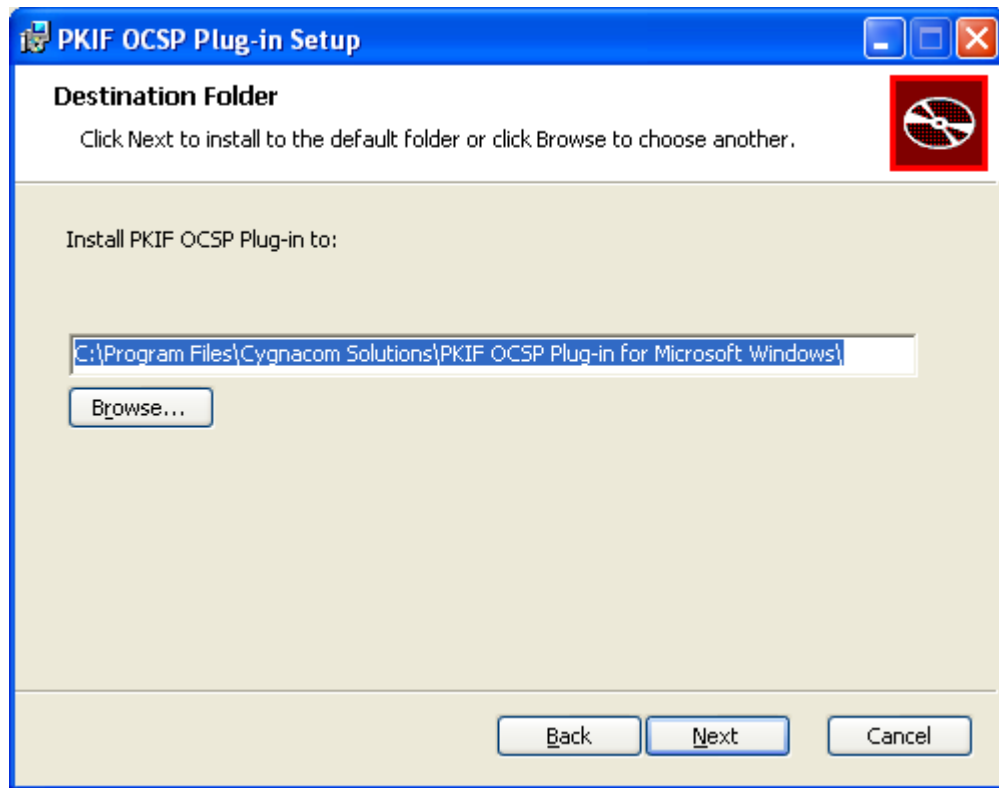 PKIF OCSP Plug-in Setup
Destination Folder
Click Next to install to the default folder or click Browse to choose another.
Install PKIF OCSP Plug-in to:
C:\Program Files\Cygnacom Solutions\PKIF OCSP Plug-in for Microsoft Windows\
Browse...
Back Next Cancel